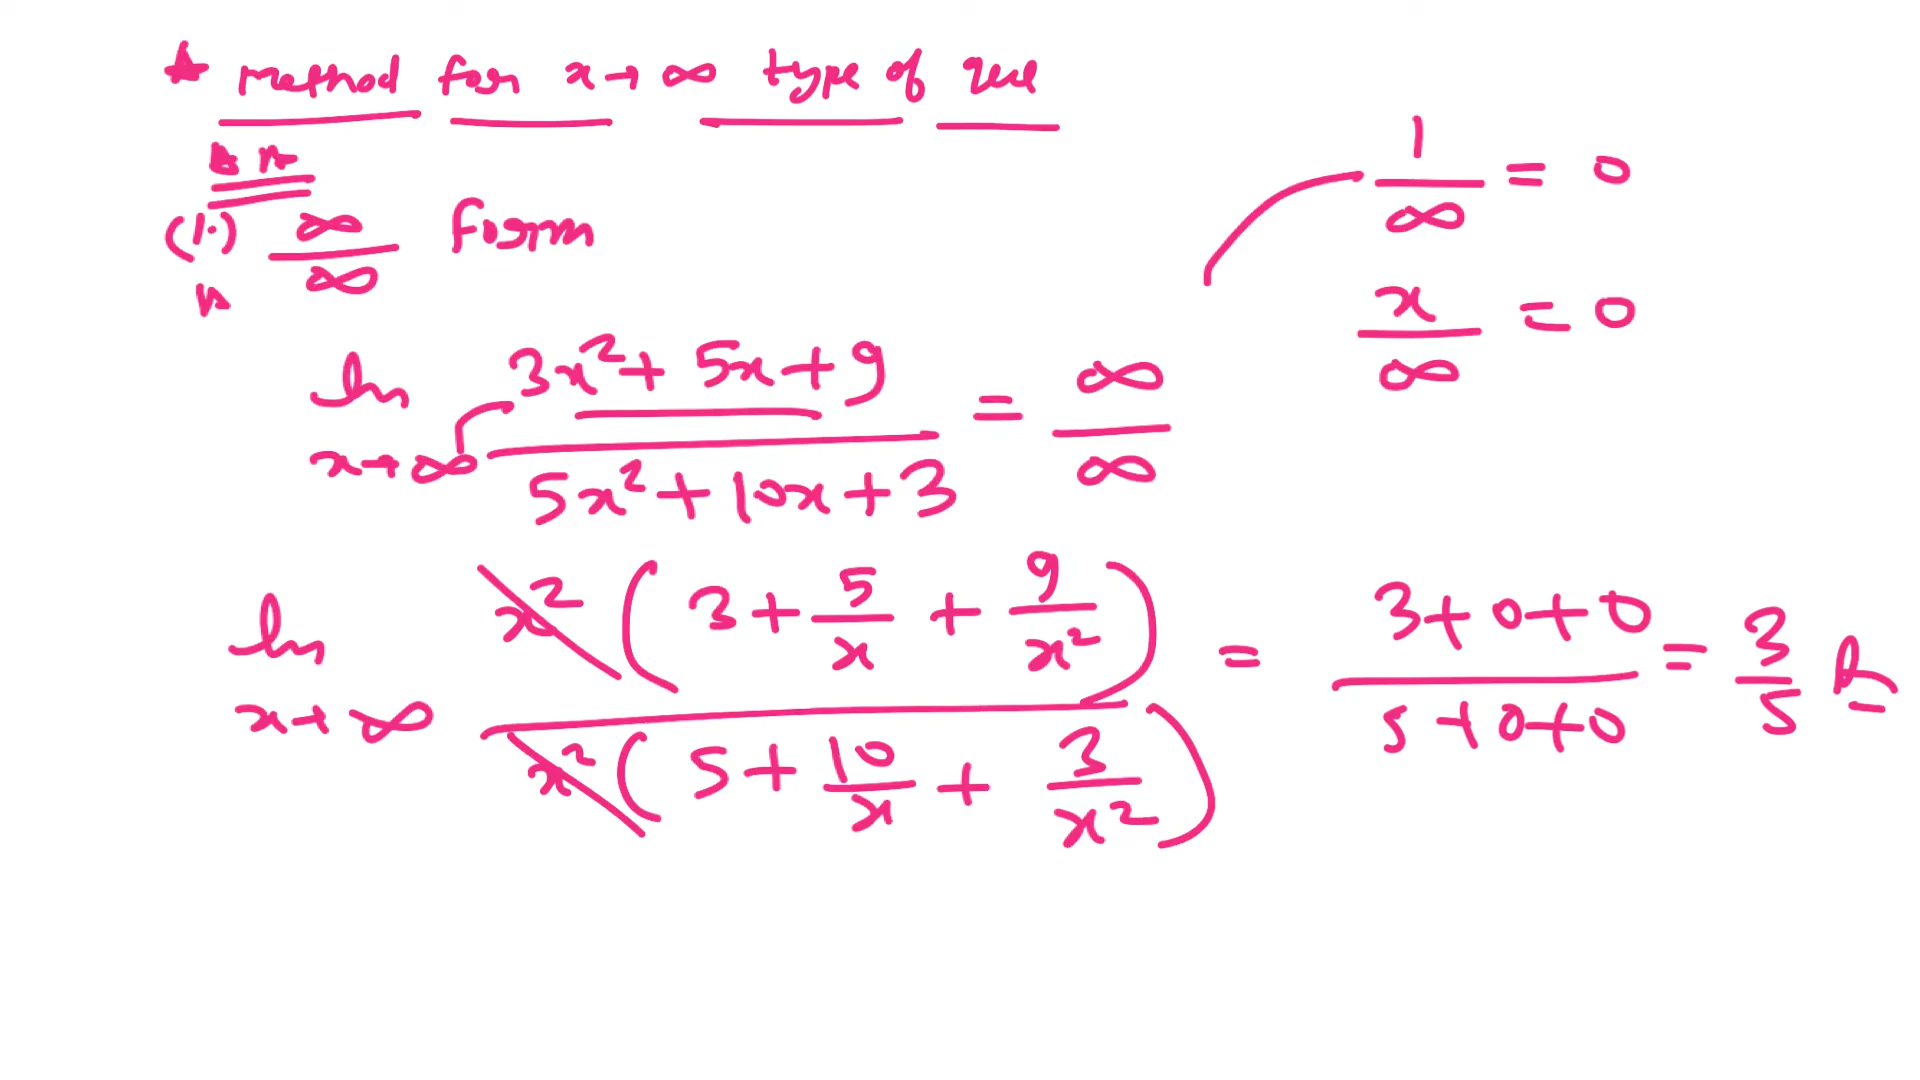 ★ method for x→∞ type of que
(1.) ∞/∞ form
1/∞ = 0
x/∞ = 0
lim x→∞ (3x²+5x+9)/(5x²+10x+3) = ∞/∞
lim x→∞ x²(3+5/x+9/x²)/x²(5+10/x+3/x²) = (3+0+0)/(5+0+0) = 3/5